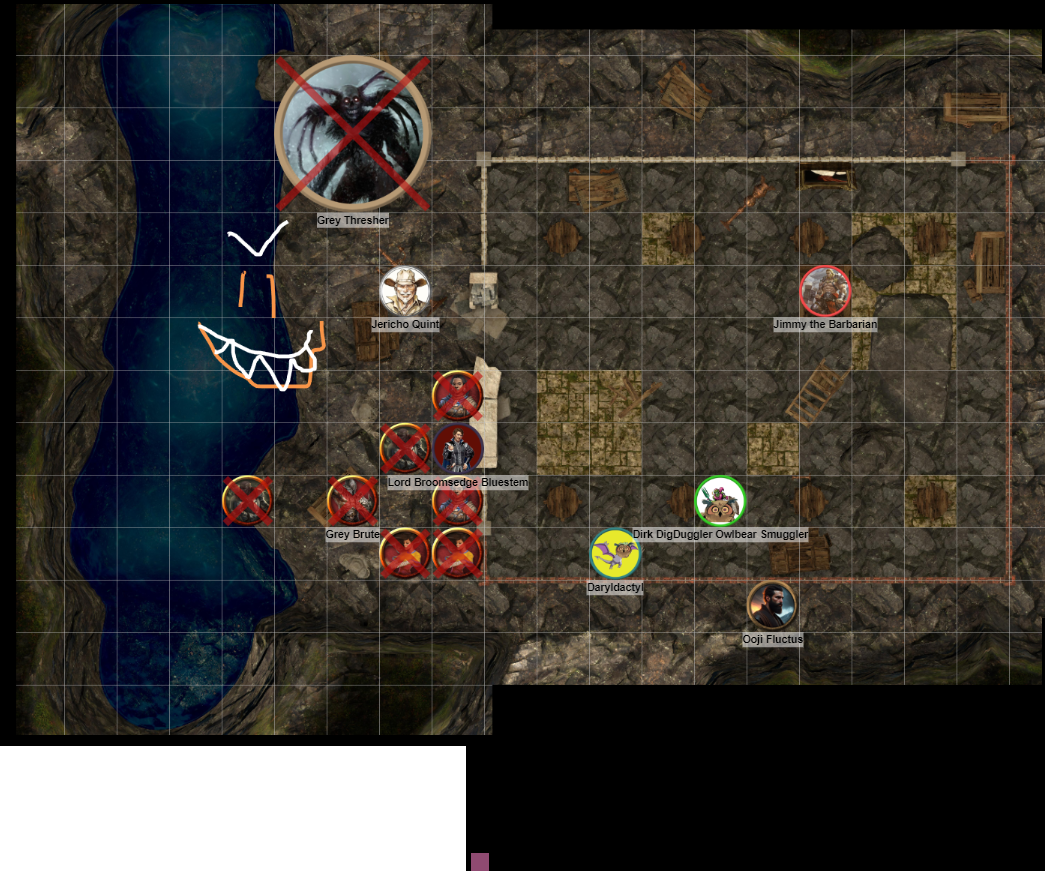 Grey Thresher
Jericho Quint
Jimmy the Barbarian
Lord Broomsedge Bluestem
Grey Brute
Dirk DigDuggler Owlbear Smuggler
Daryldactyl
Ooji Fluctus